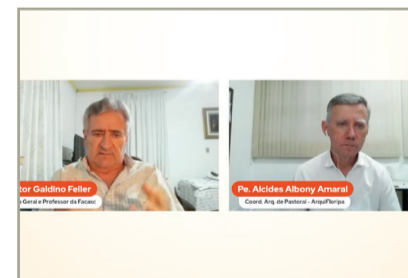 tor Galdino Feller
Geral e Professor da Facasc
Pe. Alcides Albony Amaral
Coord. Arq. de Pastoral - ArquiFloripa